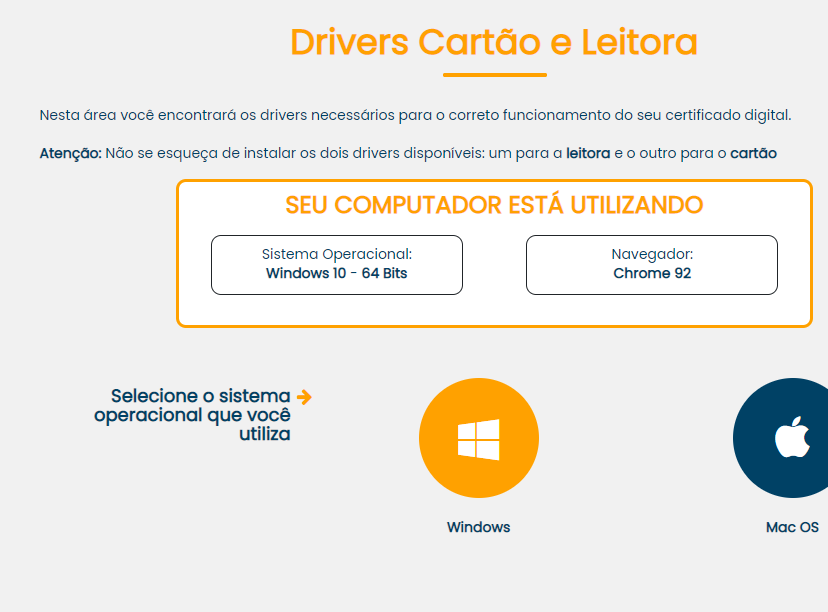 Drivers Cartão e Leitora
Nesta área você encontrará os drivers necessários para o correto funcionamento do seu certificado digital.
Atenção: Não se esqueça de instalar os dois drivers disponíveis: um para a leitora e o outro para o cartão
SEU COMPUTADOR ESTÁ UTILIZANDO
Sistema Operacional:
Windows 10 - 64 Bits
Navegador:
Chrome 92
Selecione o sistema
operacional que você
utiliza
Windows
Mac OS